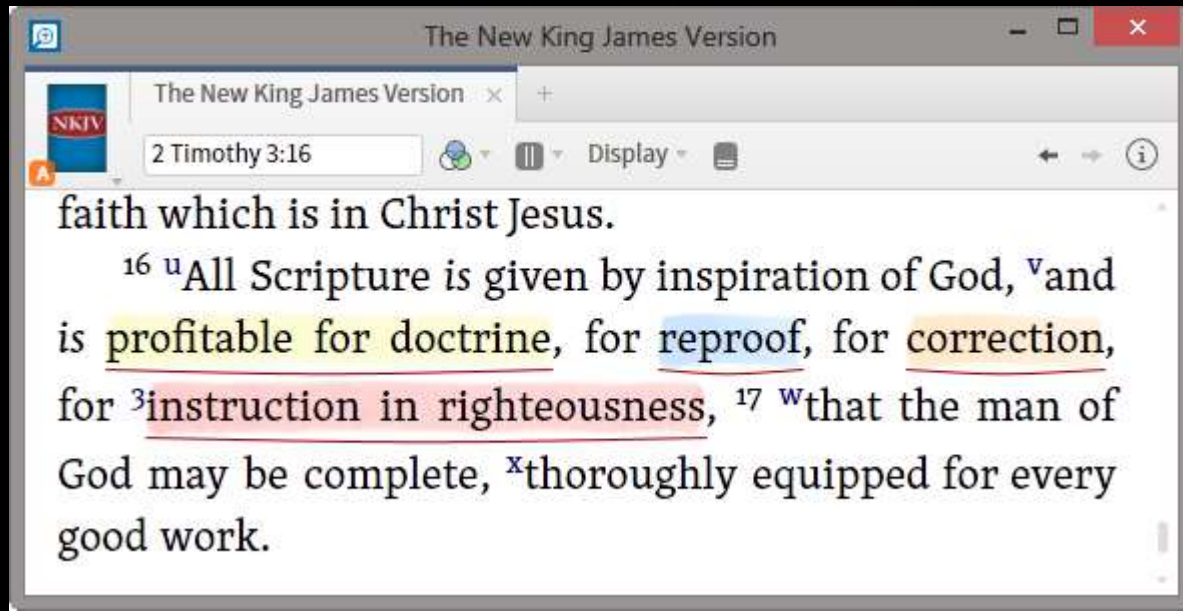 The New King James Version
The New King James Version
NKJV
A
2 Timothy 3:16
Display
faith which is in Christ Jesus.
16 uAll Scripture is given by inspiration of God, vand
is profitable for doctrine, for reproof, for correction,
for 3instruction in righteousness, 17 wthat the man of
God may be complete, xthoroughly equipped for every
good work.